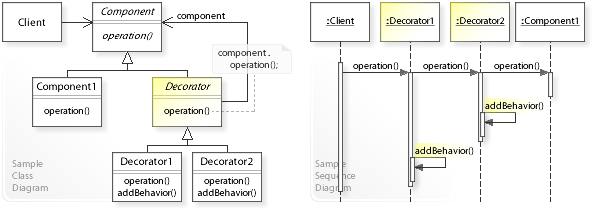 Client
Component
operation()
component
component.
operation();
Component1
operation()
Decorator
operation()
Decorator1
operation()
addBehavior()
Decorator2
operation()
addBehavior()
Sample
Class
Diagram
:Client
:Decorator1
:Decorator2
:Component1
operation()
operation()
operation()
addBehavior()
addBehavior()
Sample
Sequence
Diagram